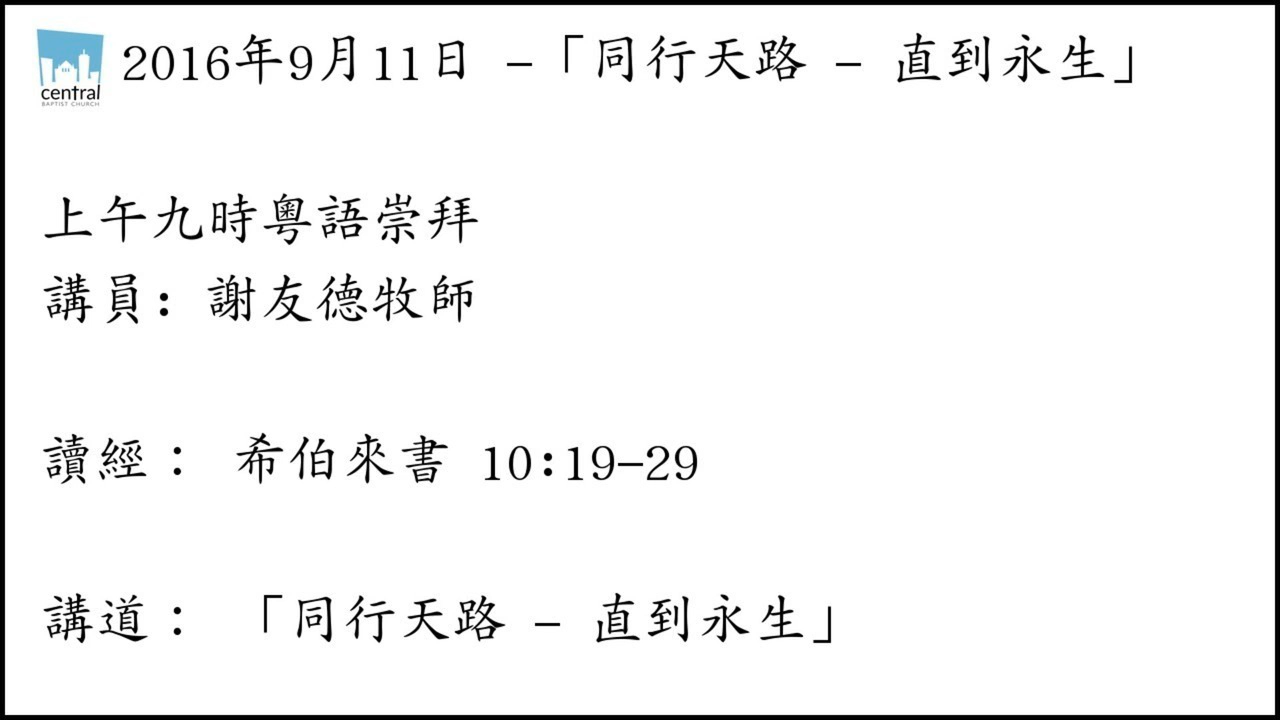 central
BAPTIST CHURCH
2016年9月11日 –「同行天路 – 直到永生」
上午九時粵語崇拜
講員: 謝友德牧師
讀經： 希伯來書 10:19–29
講道： 「同行天路 – 直到永生」